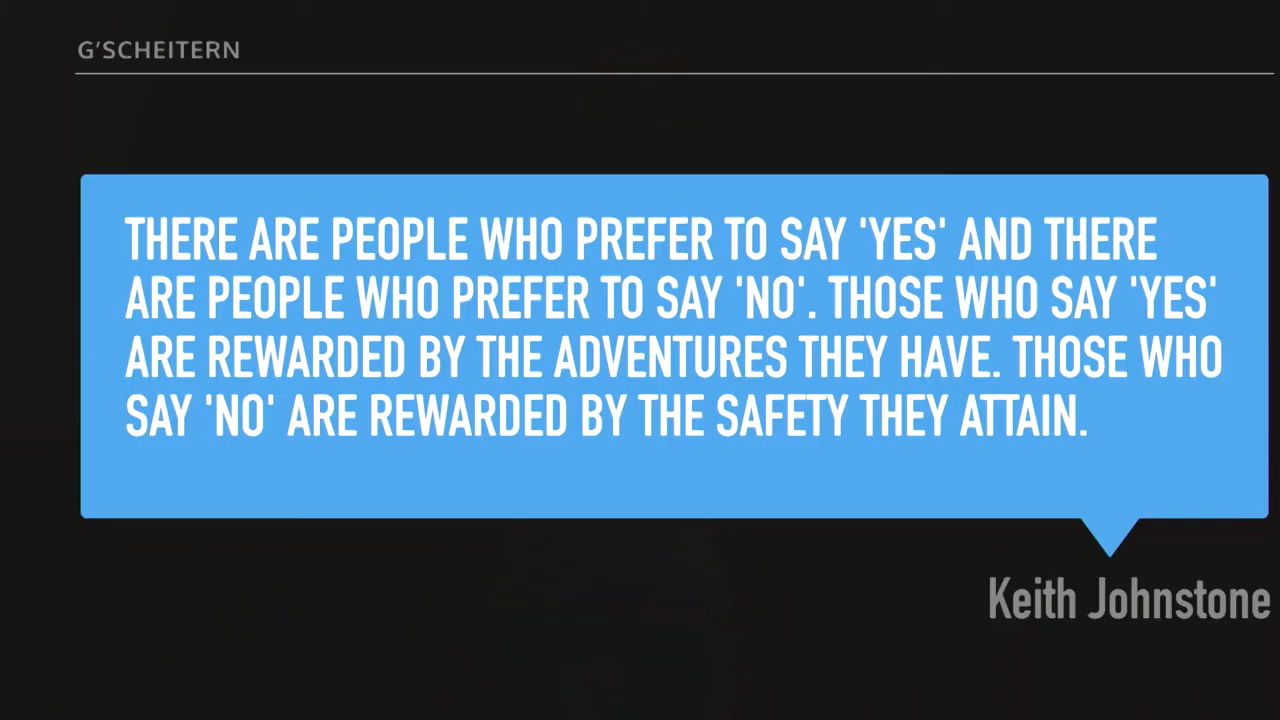 G'SCHEITERN
THERE ARE PEOPLE WHO PREFER TO SAY 'YES' AND THERE
ARE PEOPLE WHO PREFER TO SAY 'NO'. THOSE WHO SAY 'YES'
ARE REWARDED BY THE ADVENTURES THEY HAVE. THOSE WHO
SAY 'NO' ARE REWARDED BY THE SAFETY THEY ATTAIN.
Keith Johnstone